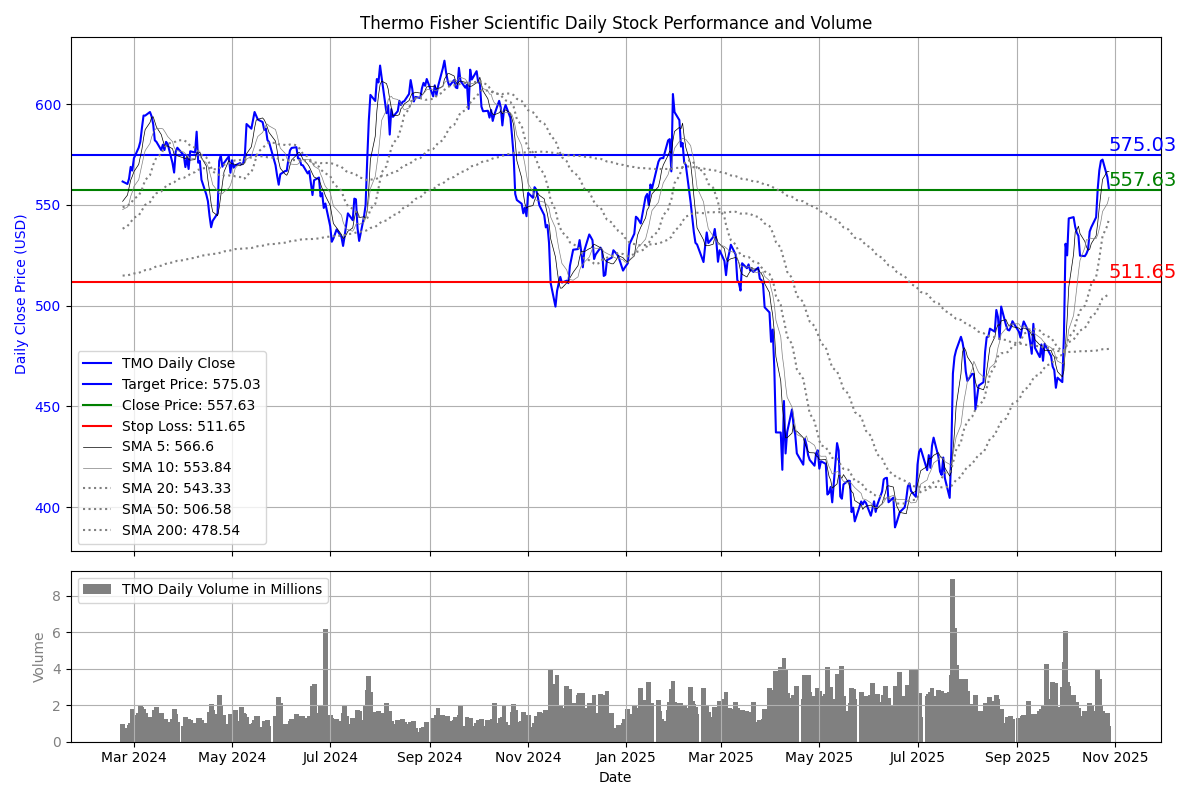 Thermo Fisher Scientific Daily Stock Performance and Volume
Daily Close Price (USD)
600
550
500
450
400
575.03
557.63
511.65
TMO Daily Close
Target Price: 575.03
Close Price: 557.63
Stop Loss: 511.65
SMA 5: 566.6
SMA 10: 553.84
SMA 20: 543.33
SMA 50: 506.58
SMA 200: 478.54
TMO Daily Volume in Millions
Volume
8
6
4
2
0
Mar 2024 May 2024 Jul 2024 Sep 2024 Nov 2024 Jan 2025 Mar 2025 May 2025 Jul 2025 Sep 2025 Nov 2025
Date